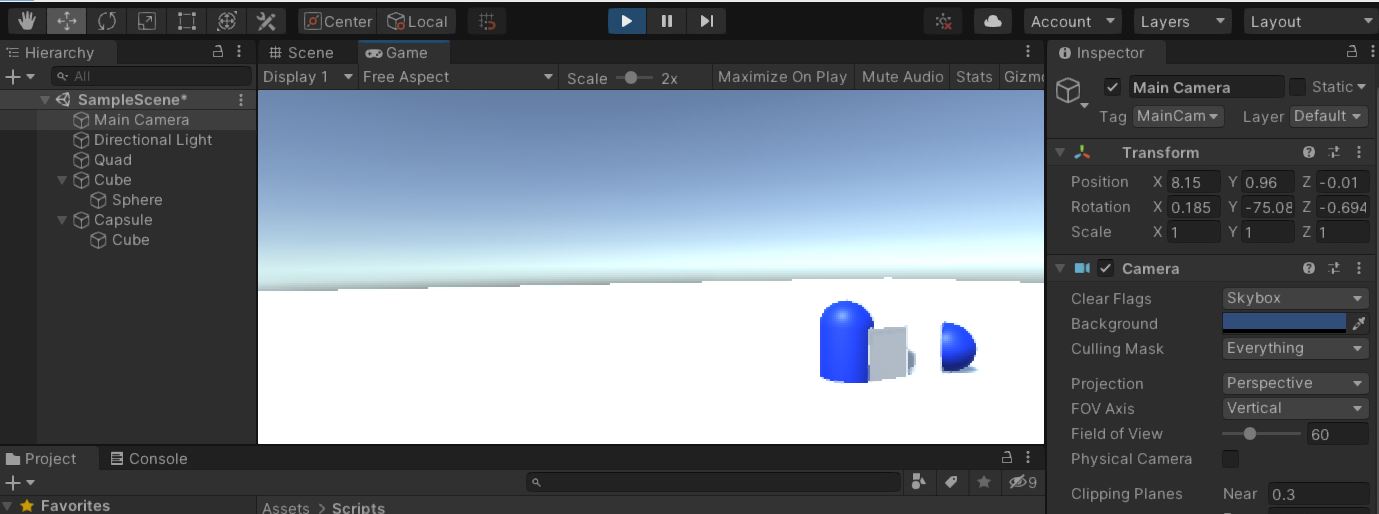 Center Local Account Layers Layout
Hierarchy Scene Game Inspector
All Display 1 Free Aspect Scale 2x Maximize On Play Mute Audio Stats Gizm
SampleScene* Main Camera Static
Main Camera Tag MainCam Layer Default
Directional Light
Quad Transform
Cube Position X 8.15 Y 0.96 Z -0.01
Sphere Rotation X 0.185 Y -75.08 Z -0.694
Capsule Scale X 1 Y 1 Z 1
Cube
Camera
Clear Flags Skybox
Background
Culling Mask Everything
Projection Perspective
FOV Axis Vertical
Field of View 60
Project Console Physical Camera
9
Clipping Planes Near 0.3
Favorites Assets > Scripts